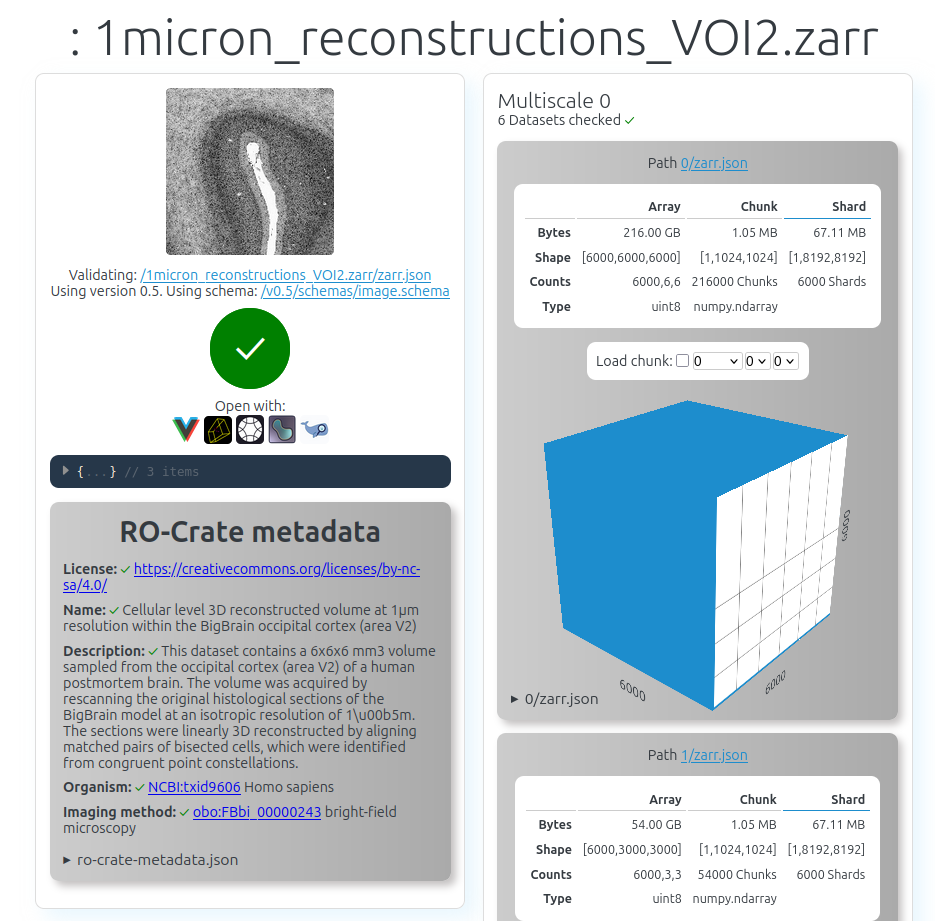 : 1micron_reconstructions_VOI2.zarr
Validating: /1micron_reconstructions_VOI2.zarr/zarr.json
Using version 0.5. Using schema: /v0.5/schemas/image.schema
Open with:
{...} // 3 items
RO-Crate metadata
License: ✓ https://creativecommons.org/licenses/by-nc-
sa/4.0/
Name: ✓ Cellular level 3D reconstructed volume at 1μm
resolution within the BigBrain occipital cortex (area V2)
Description: ✓ This dataset contains a 6x6x6 mm3 volume
sampled from the occipital cortex (area V2) of a human
postmortem brain. The volume was acquired by
rescanning the original histological sections of the
BigBrain model at an isotropic resolution of 1\u00b5m.
The sections were linearly 3D reconstructed by aligning
matched pairs of bisected cells, which were identified
from congruent point constellations.
Organism: ✓ NCBI:txid9606 Homo sapiens
Imaging method: ✓ obo:FBbi_00000243 bright-field
microscopy
▸ ro-crate-metadata.json
Multiscale 0
6 Datasets checked ✓
Path 0/zarr.json
Array Chunk Shard
Bytes 216.00 GB 1.05 MB 67.11 MB
Shape [6000,6000,6000] [1,1024,1024] [1,8192,8192]
Counts 6000,6,6 216000 Chunks 6000 Shards
Type uint8 numpy.ndarray
Load chunk: 0 0 0
6000
6000
6000
▸ 0/zarr.json
Path 1/zarr.json
Array Chunk Shard
Bytes 54.00 GB 1.05 MB 67.11 MB
Shape [6000,3000,3000] [1,1024,1024] [1,8192,8192]
Counts 6000,3,3 54000 Chunks 6000 Shards
Type uint8 numpy.ndarray